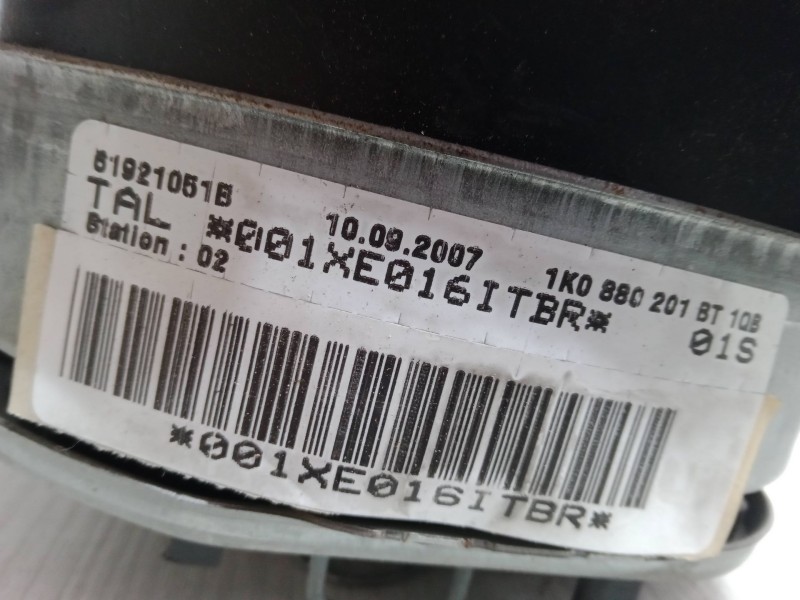 619210516
TAL 10.09.2007 1K0 880 201 BT 1QB
Station : 02 *001XE016ITBR* 01S
*001XE016ITBR*